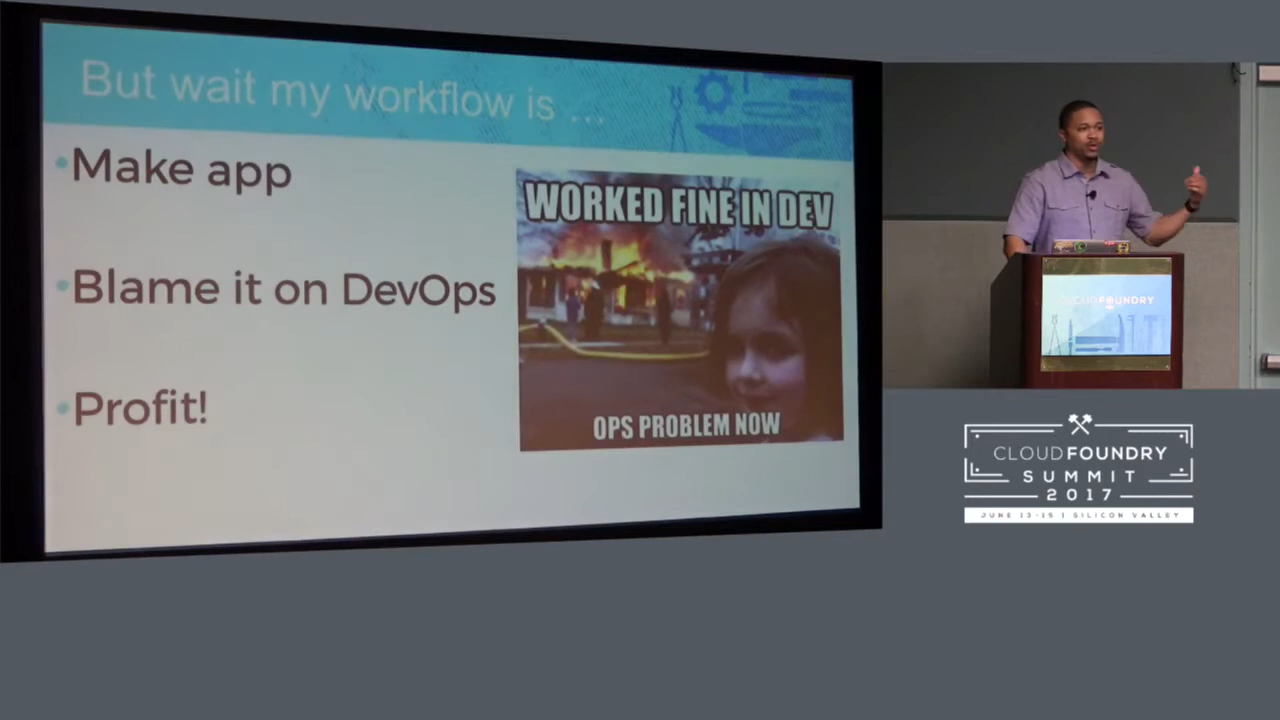 But wait my workflow is ...
Make app
Blame it on DevOps
Profit!
WORKED FINE IN DEV
OPS PROBLEM NOW
CLOUDFOUNDRY
CLOUDFOUNDRY
SUMMIT
2017
JUNE 13-15 | SILICON VALLEY